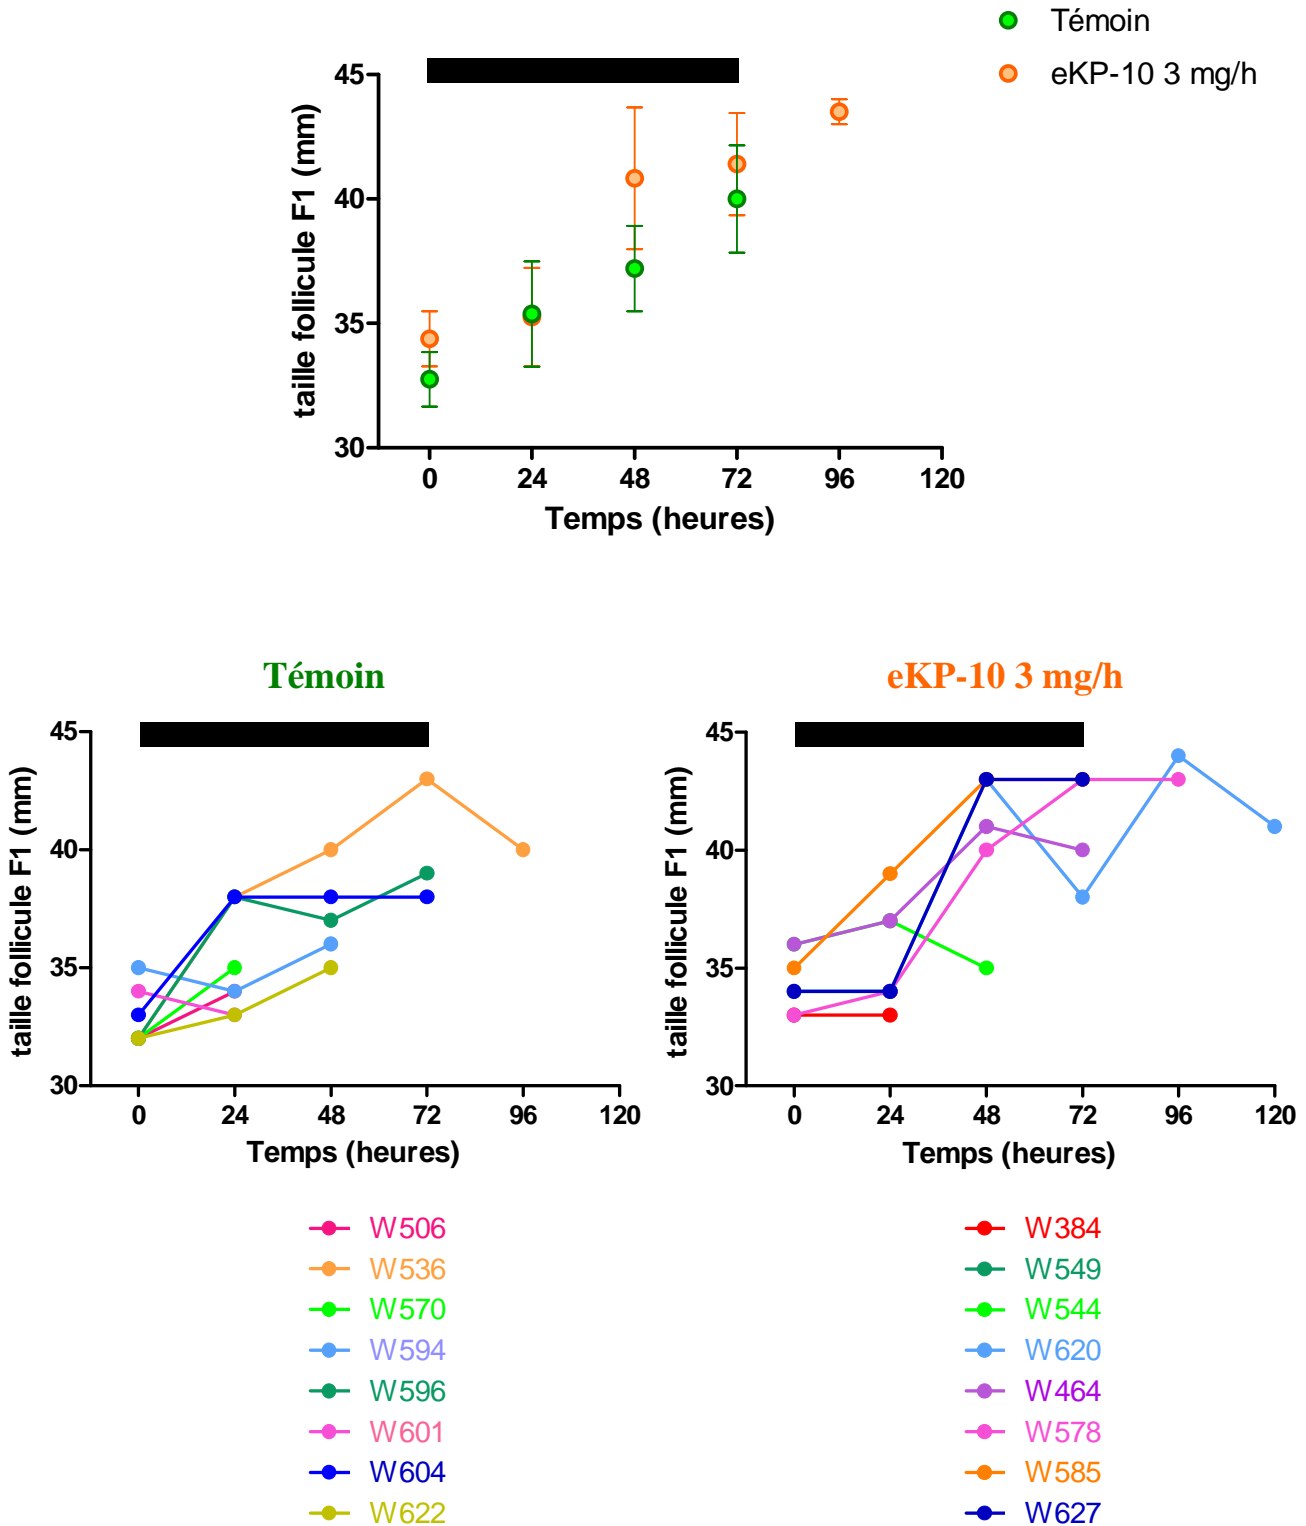 Témoin
eKP-10 3 mg/h
taille follicule F1 (mm)
45
40
35
30
0 24 48 72 96 120
Temps (heures)
Témoin
taille follicule F1 (mm)
45
40
35
30
0 24 48 72 96 120
Temps (heures)
W506
W536
W570
W594
W596
W601
W604
W622
eKP-10 3 mg/h
taille follicule F1 (mm)
45
40
35
30
0 24 48 72 96 120
Temps (heures)
W384
W549
W544
W620
W464
W578
W585
W627